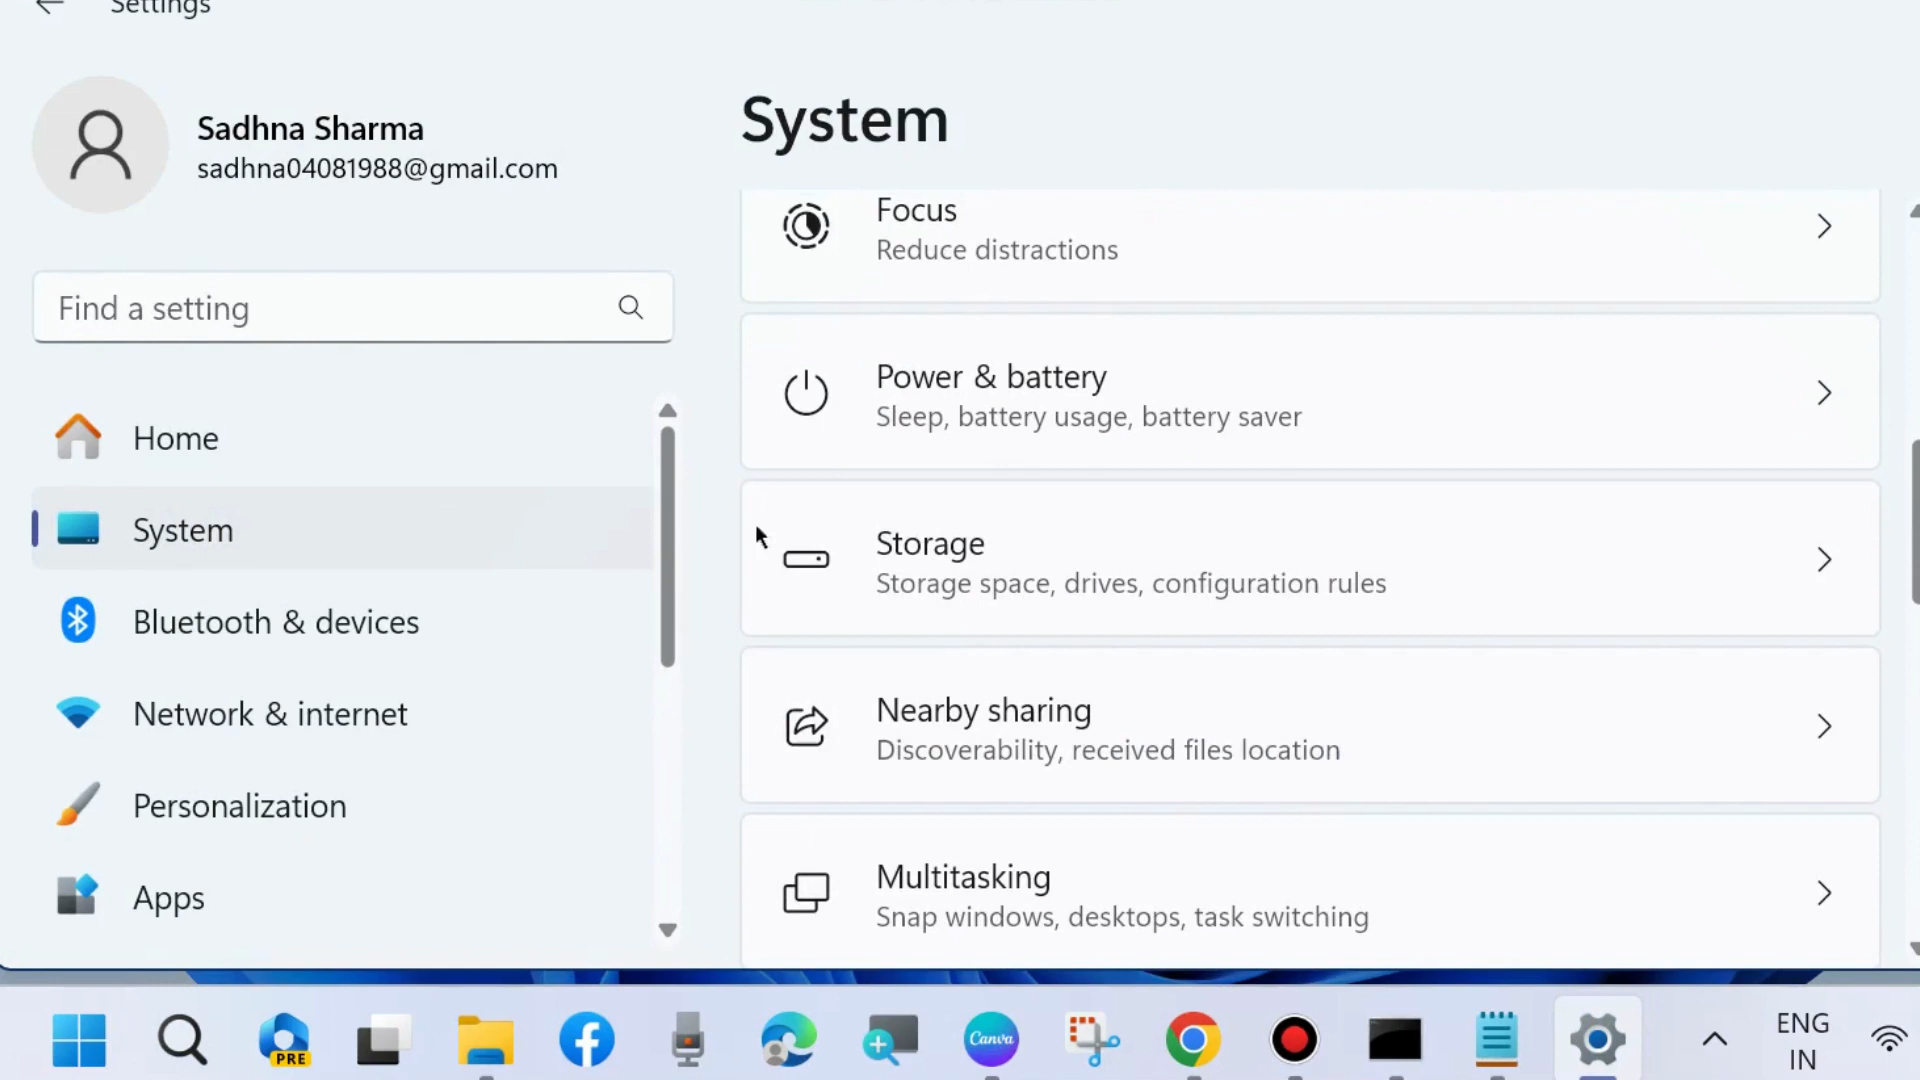 Settings
Sadhna Sharma
sadhna04081988@gmail.com
Find a setting
Home
System
Bluetooth & devices
Network & internet
Personalization
Apps
System
Focus
Reduce distractions
Power & battery
Sleep, battery usage, battery saver
Storage
Storage space, drives, configuration rules
Nearby sharing
Discoverability, received files location
Multitasking
Snap windows, desktops, task switching
PRE
Canva
ENG
IN